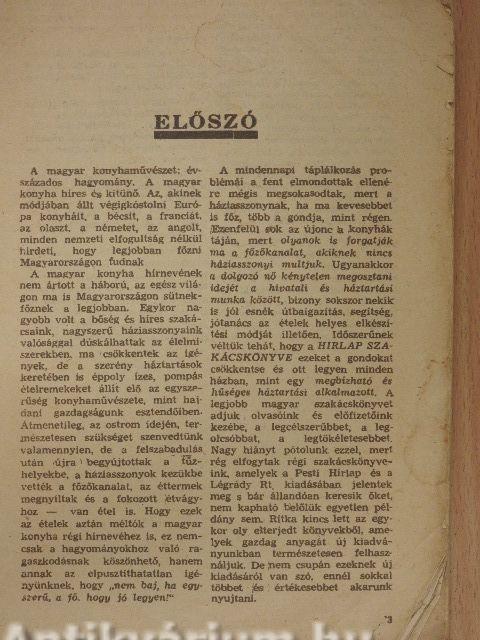 ELŐSZÓ
A magyar konyhaművészet: év-
százados hagyomány. A magyar
konyha híres és kitűnő. Az, akinek
módjában állt végigkóstolni Euró-
pa konyháit, a bécsit, a franciát,
az olaszt, a németet, az angolt,
minden nemzeti elfogultság nélkül
hirdeti, hogy legjobban főzni
Magyarországon tudnak.
A magyar konyha hírnevének
nem ártott a háború, az egész vilá-
gon ma is Magyarországon sütnek-
főznek a legjobban. Egykor na-
gyobb volt a bőség és híres szaká-
csaink, nagyszerű háziasszonyaink
valósággal dúskálhattak az élelmi-
szerekben, ma csökkentek az igé-
nyek, de a szerény háztartások
keretében is éppoly ízes, pompás
ételremekeket állít elő az egysze-
rűség konyhaművészete, mint haj-
dani gazdagságunk esztendőiben.
Átmenetileg, az ostrom idején, ter-
mészetesen szükséget szenvedtünk
valamennyien, de a felszabadulás
után újra begyújtottak a tűz-
helyekbe, a háziasszonyok kezükbe
vették a főzőkanalat, az éttermek
megnyíltak és a fokozott étvágy-
hoz — van étel is. Hogy ezek
az ételek aztán méltók a magyar
konyha régi hírnevéhez is, ez nem-
csak a hagyományokhoz való ra-
gaszkodásnak köszönhető, hanem
annak az elpusztíthatatlan igé-
nyünknek, hogy „nem baj, ha egy-
szerű, a fő, hogy jó legyen!"
A mindennapi táplálkozás pro-
blémái a fent elmondottak ellené-
re mégis megsokasodtak, mert a
háziasszonynak, ha ma kevesebbet
is főz, több a gondja, mint régen.
Ezenfelül sok az újonc a konyhák
táján, mert olyanok is forgatják
ma a főzőkanalat, akiknek nincs
háziasszonyi multjuk. Ugyanakkor
a dolgozó nő kénytelen megosztani
idejét a hivatali és háztartási
munka között, bizony sokszor nekik
is jól esnék útbaigazítás, segítség,
jótanács az ételek helyes elkészí-
tési módját illetően. Időszerűnek
véltük tehát, hogy a HIRLAP SZA-
KÁCSKÖNYVE ezeket a gondokat
csökkentse és ott legyen minden
házban, mint egy megbízható és
hűséges háztartási alkalmazott. A
legjobb magyar szakácskönyvet
adjuk olvasóink és előfizetőink
kezébe, a legcélszerűbbet, a leg-
olcsóbbat, a legtökéletesebbet.
Nagy hiányt pótolunk ezzel, mert
rég elfogytak régi szakácskönyve-
ink, amelyek a Pesti Hirlap és a
Légrády Rt. kiadásában jelentek
meg s bár állandóan keresik őket,
nem kapható belőlük egyetlen pél-
dány sem. Ritka kincs lett az egy-
kor oly elterjedt könyvekből, ame-
lyek gazdag anyagát új kiadvá-
nyunkban természetesen felhasz-
náljuk. De nem csupán ezeknek új
kiadásáról van szó, ennél sokkal
többet és értékesebbet akarunk
nyujtani.
3
Antikvárium.hu